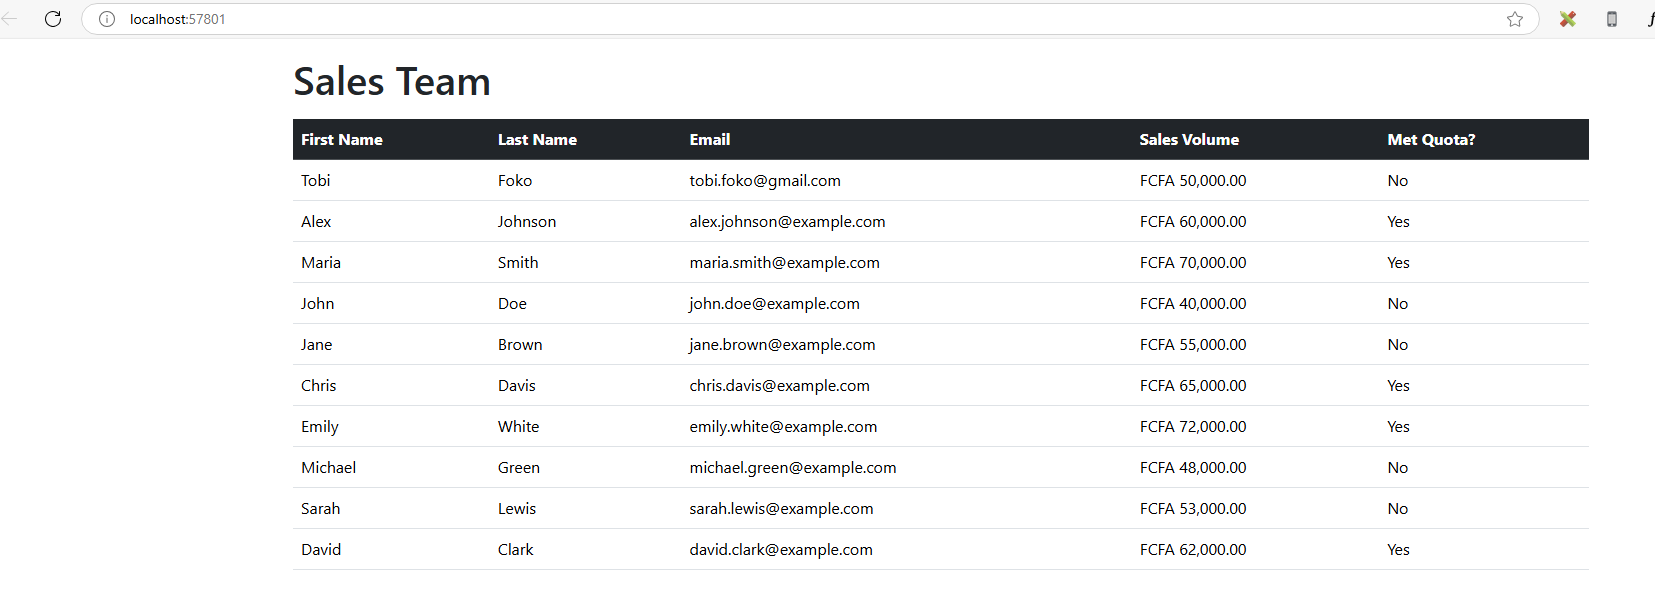 localhost:57801
Sales Team
First Name Last Name Email Sales Volume Met Quota?
Tobi Foko tobi.foko@gmail.com FCFA 50,000.00 No
Alex Johnson alex.johnson@example.com FCFA 60,000.00 Yes
Maria Smith maria.smith@example.com FCFA 70,000.00 Yes
John Doe john.doe@example.com FCFA 40,000.00 No
Jane Brown jane.brown@example.com FCFA 55,000.00 No
Chris Davis chris.davis@example.com FCFA 65,000.00 Yes
Emily White emily.white@example.com FCFA 72,000.00 Yes
Michael Green michael.green@example.com FCFA 48,000.00 No
Sarah Lewis sarah.lewis@example.com FCFA 53,000.00 No
David Clark david.clark@example.com FCFA 62,000.00 Yes